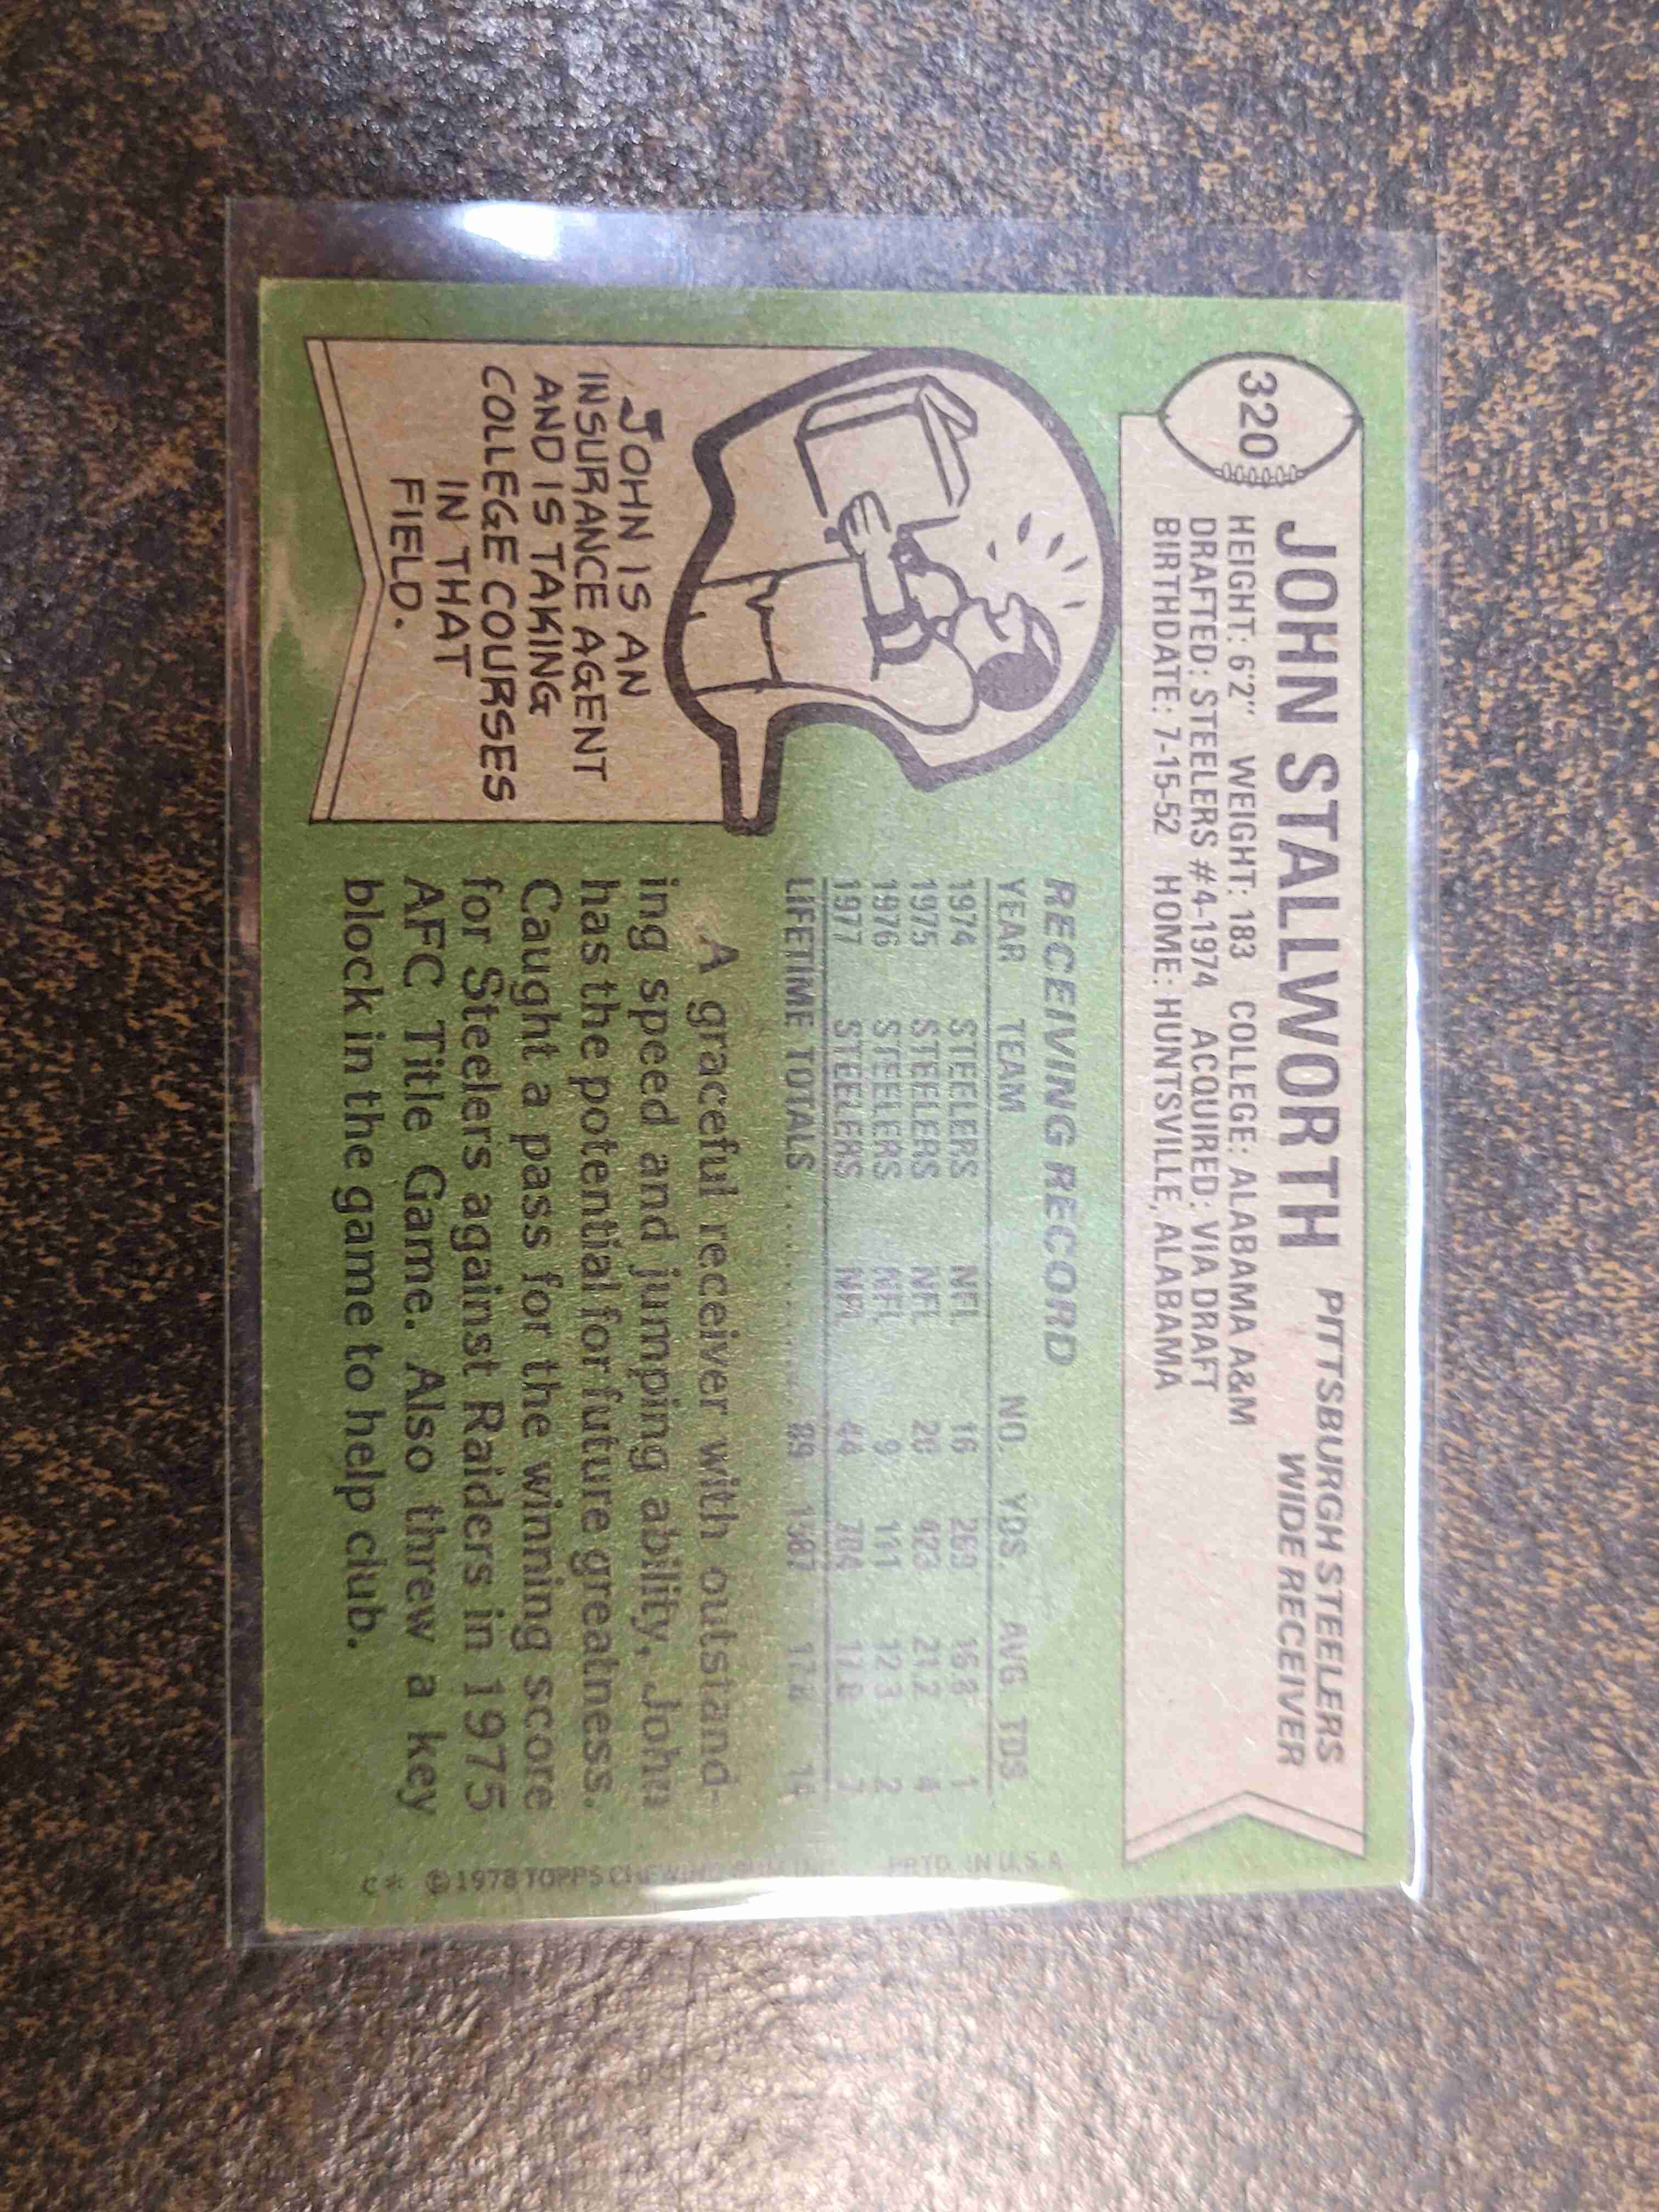 320
JOHN STALLWORTH PITTSBURGH STEELERS
WIDE RECEIVER
HEIGHT: 6'2" WEIGHT: 183 COLLEGE: ALABAMA A&M
DRAFTED: STEELERS #4-1974 ACQUIRED: VIA DRAFT
BIRTHDATE: 7-15-52 HOME: HUNTSVILLE, ALABAMA
JOHN IS AN
INSURANCE AGENT
AND IS TAKING
COLLEGE COURSES
IN THAT
FIELD.
RECEIVING RECORD
YEAR TEAM NO. YDS. AVG. TDS.
1974 STEELERS NFL 16 1
1975 STEELERS NFL 20 423 21.2 4
1976 STEELERS NFL 9 111 12.3 2
1977 STEELERS NFL 44 784 17.8 7
LIFETIME TOTALS.......... 89 17.8 14
A graceful receiver with outstand-
ing speed and jumping ability, John
has the potential for future greatness.
Caught a pass for the winning score
for Steelers against Raiders in 1975
AFC Title Game. Also threw a key
block in the game to help club.
C* © 1978 TOPPS CHEWING GUM, INC. PRTD. IN U.S.A.